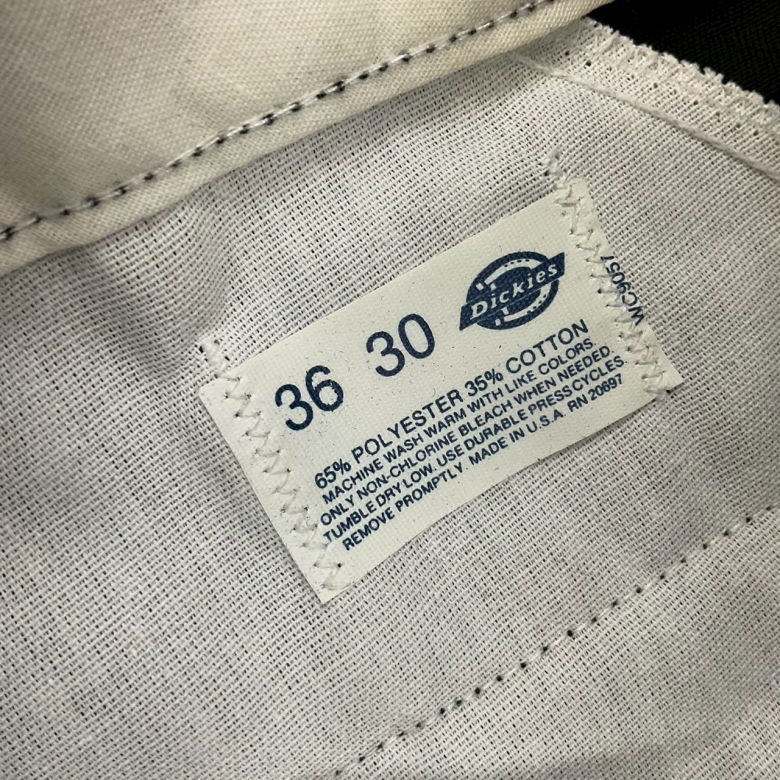 Dickies
36 30
65% POLYESTER 35% COTTON
MACHINE WASH WARM WITH LIKE COLORS.
ONLY NON-CHLORINE BLEACH WHEN NEEDED.
TUMBLE DRY LOW. USE DURABLE PRESS CYCLES.
REMOVE PROMPTLY MADE IN U.S.A. RN 20697
WC9057